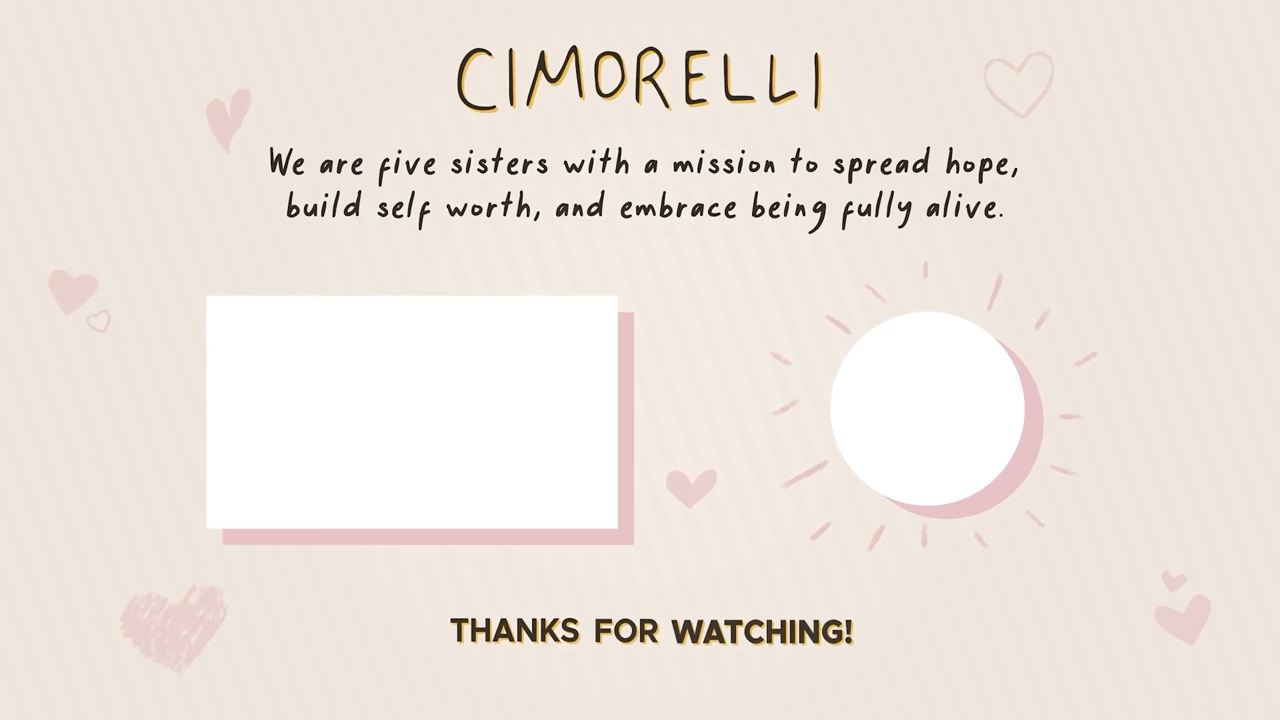 CIMORELLI
We are five sisters with a mission to spread hope,
build self worth, and embrace being fully alive.
THANKS FOR WATCHING!